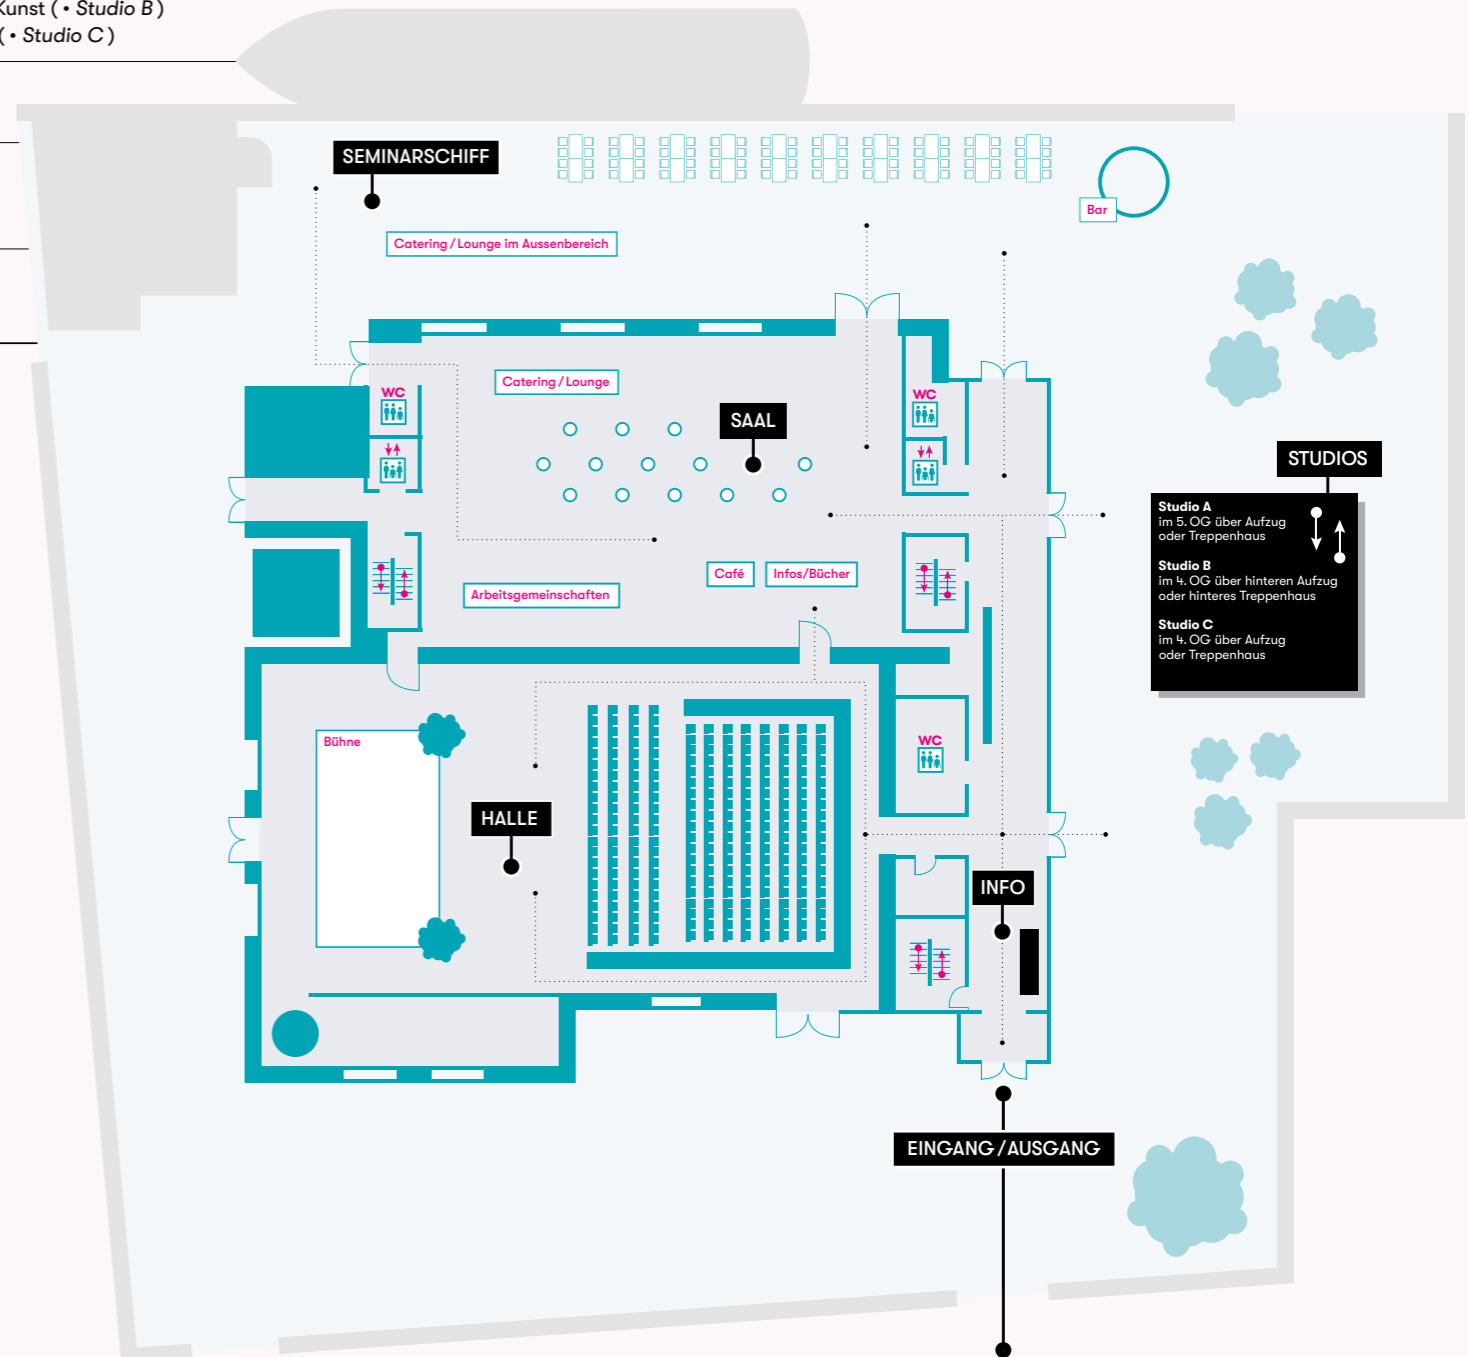 Kunst ( • Studio B )
( • Studio C )
SEMINARSCHIFF
Bar
Catering / Lounge im Aussenbereich
WC
Catering / Lounge
SAAL
WC
STUDIOS
Studio A
im 5. OG über Aufzug
oder Treppenhaus
Studio B
im 4. OG über hinteren Aufzug
oder hinteres Treppenhaus
Studio C
im 4. OG über Aufzug
oder Treppenhaus
Café
Infos/Bücher
Arbeitsgemeinschaften
Bühne
WC
HALLE
INFO
EINGANG / AUSGANG